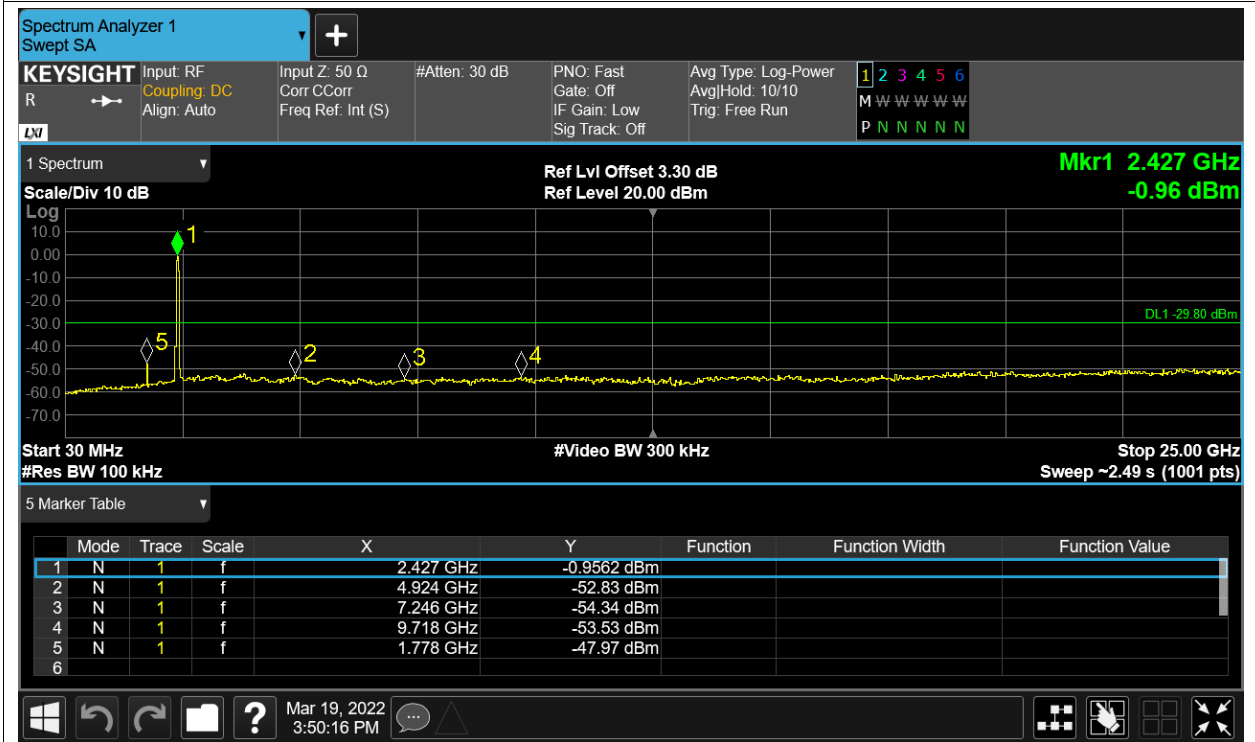 Spectrum Analyzer 1
Swept SA
KEYSIGHT
R
LXI
Input: RF
Coupling: DC
Align: Auto
Input Z: 50 Ω
Corr CCorr
Freq Ref: Int (S)
#Atten: 30 dB
PNO: Fast
Gate: Off
IF Gain: Low
Sig Track: Off
Avg Type: Log-Power
Avg|Hold: 10/10
Trig: Free Run
1 2 3 4 5 6
M W W W W W
P N N N N N
1 Spectrum
Scale/Div 10 dB
Ref Lvl Offset 3.30 dB
Ref Level 20.00 dBm
Mkr1 2.427 GHz
-0.96 dBm
Log
10.0
0.00
-10.0
-20.0
-30.0
-40.0
-50.0
-60.0
-70.0
1
DL1 -29.80 dBm
5
2
3
4
Start 30 MHz
#Res BW 100 kHz
#Video BW 300 kHz
Stop 25.00 GHz
Sweep ~2.49 s (1001 pts)
5 Marker Table
Mode Trace Scale X Y Function Function Width Function Value
1 N 1 f 2.427 GHz -0.9562 dBm
2 N 1 f 4.924 GHz -52.83 dBm
3 N 1 f 7.246 GHz -54.34 dBm
4 N 1 f 9.718 GHz -53.53 dBm
5 N 1 f 1.778 GHz -47.97 dBm
6
?
Mar 19, 2022
3:50:16 PM